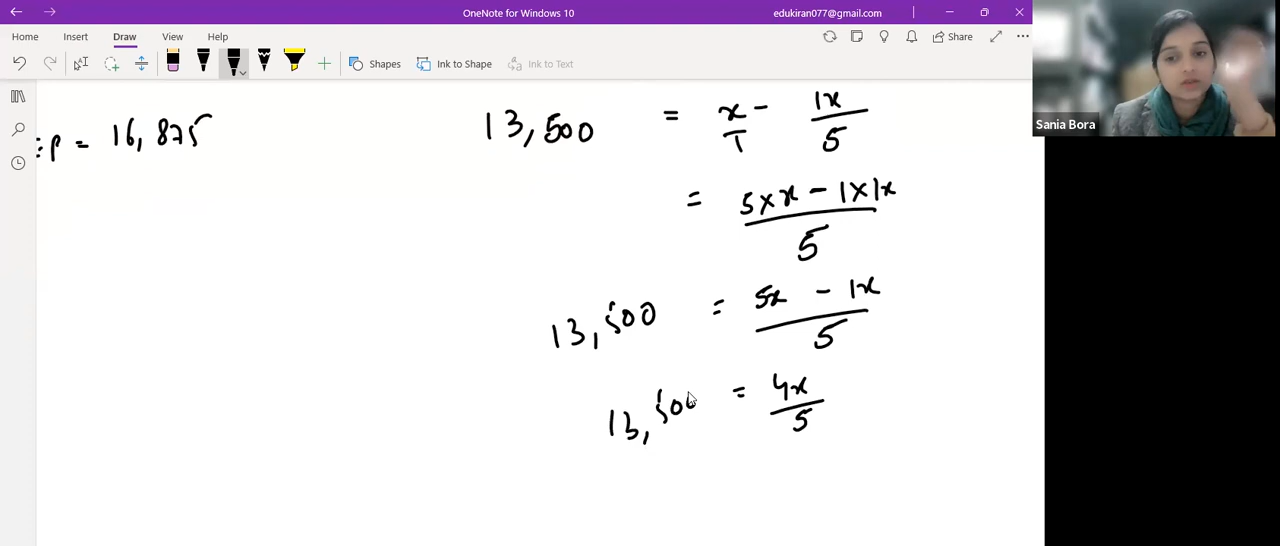 OneNote for Windows 10
edukiran077@gmail.com
Home Insert Draw View Help
Share
Shapes
Ink to Shape
Ink to Text
Sania Bora
:P = 16,875
13,500 = x/1 - 1x/5
= 5×x - 1×1x/5
13,500 = 5x - 1x/5
13,500 = 4x/5